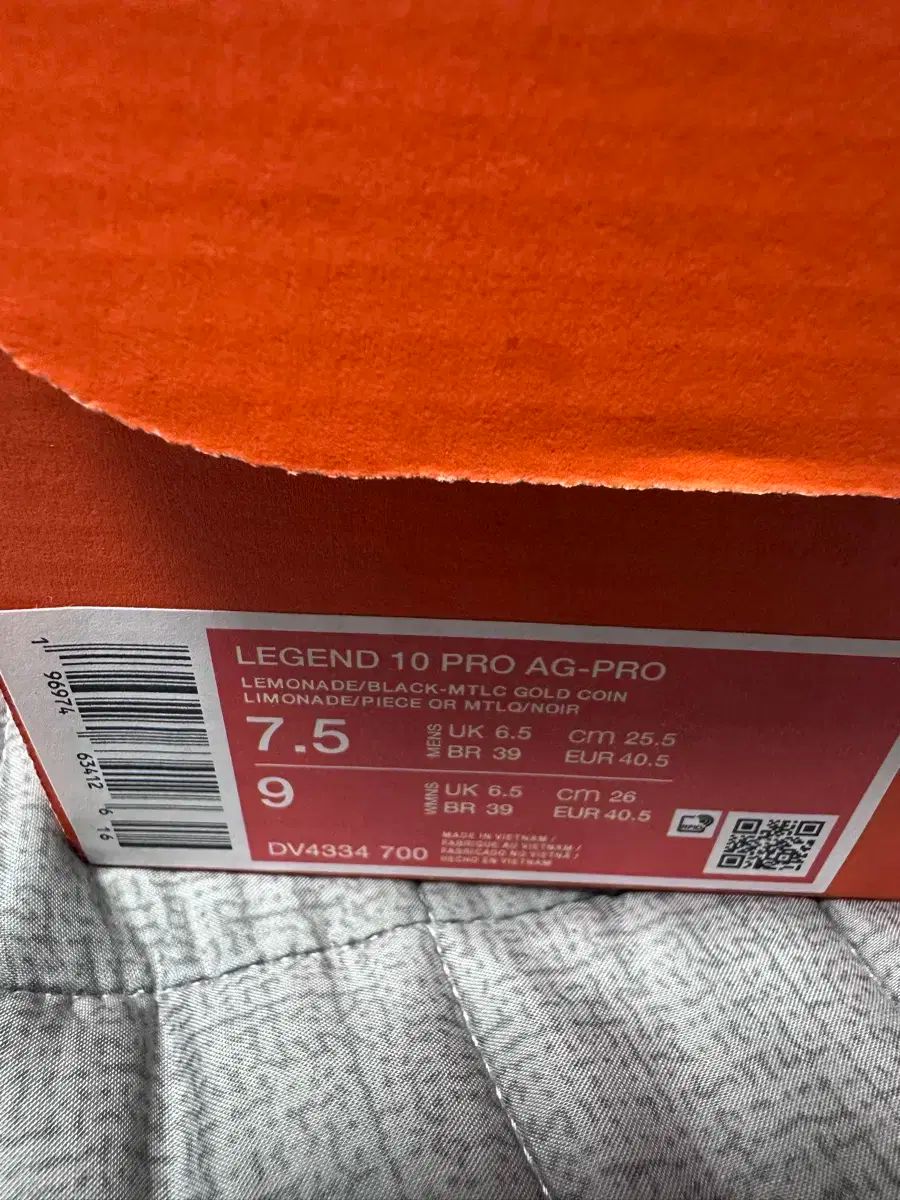 1 96974 63412 6 16
LEGEND 10 PRO AG-PRO
LEMONADE/BLACK-MTLC GOLD COIN
LIMONADE/PIECE OR MTLQ/NOIR
7.5 MENS UK 6.5 cm 25.5
BR 39 EUR 40.5
9 WMNS UK 6.5 cm 26
BR 39 EUR 40.5
DV4334 700
MADE IN VIETNAM /
FABRIQUE AU VIETNAM /
FABRICADO NO VIETNÃ /
HECHO EN VIETNAM
RFID